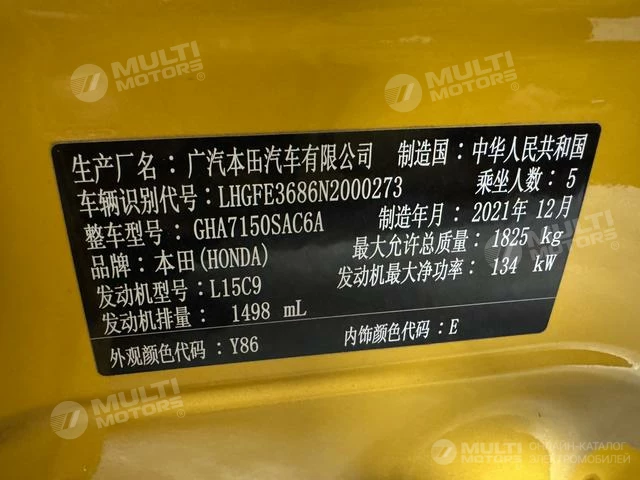 MULTI MOTORS
MULTI MOTORS
生产厂名：广汽本田汽车有限公司 制造国：中华人民共和国
车辆识别代号：LHGFE3686N2000273 乘坐人数：5
整车型号：GHA7150SAC6A 制造年月：2021年12月
品牌：本田(HONDA) 最大允许总质量：1825 kg
发动机型号：L15C9 发动机最大净功率：134 kW
发动机排量：1498 mL
外观颜色代码：Y86 内饰颜色代码：E
MULTI MOTORS
MULTI MOTORS
ОНЛАЙН-КАТАЛОГ
АВТОМОБИЛЕЙ